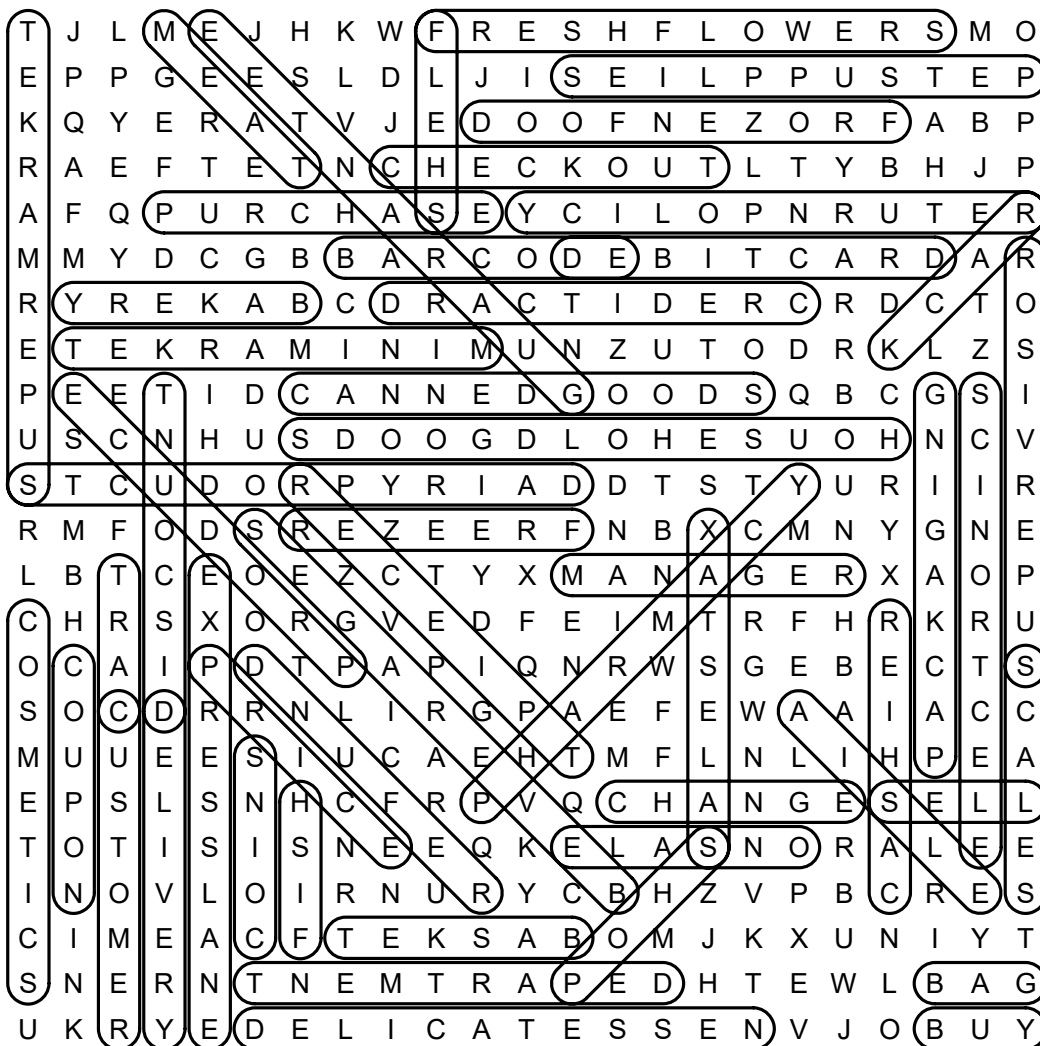 T J L M E J H K W F R E S H F L O W E R S M O
E P P G E E S L D L J I S E I L P P U S T E P
K Q Y E R A T V J E D O O F N E Z O R F A B P
R A E F T E T N C H E C K O U T L T Y B H J P
A F Q P U R C H A S E Y C I L O P N R U T E R
M M Y D C G B B A R C O D E B I T C A R D A R
R Y R E K A B C D R A C T I D E R C R D C T O
E T E K R A M I N I M U N Z U T O D R K L Z S
P E E T I D C A N N E D G O O D S Q B C G S I
U S C N H U S D O O G D L O H E S U O H N C V
S T C U D O R P Y R I A D D T S T Y U R I I R
R M F O D S R E Z E E R F N B X C M N Y G N E
L B T C E O E Z C T Y X M A N A G E R X A O P
C H R S X O R G V E D F E I M T R F H R K R U
O C A I P D T P A P I Q N R W S G E B E C T S
S O C D R R N L I R G P A E F E W A A I A C C
M U U E E S I U C A E H T M F L N L I H P E A
E P S L S N H C F R P V Q C H A N G E S E L L
T O T I S I S N E E Q K E L A S N O R A L E E
I N O V L O I R N U R Y C B H Z V P B C R E S
C I M E A C F T E K S A B O M J K X U N I Y T
S N E R N T N E M T R A P E D H T E W L B A G
U K R Y E D E L I C A T E S S E N V J O B U Y